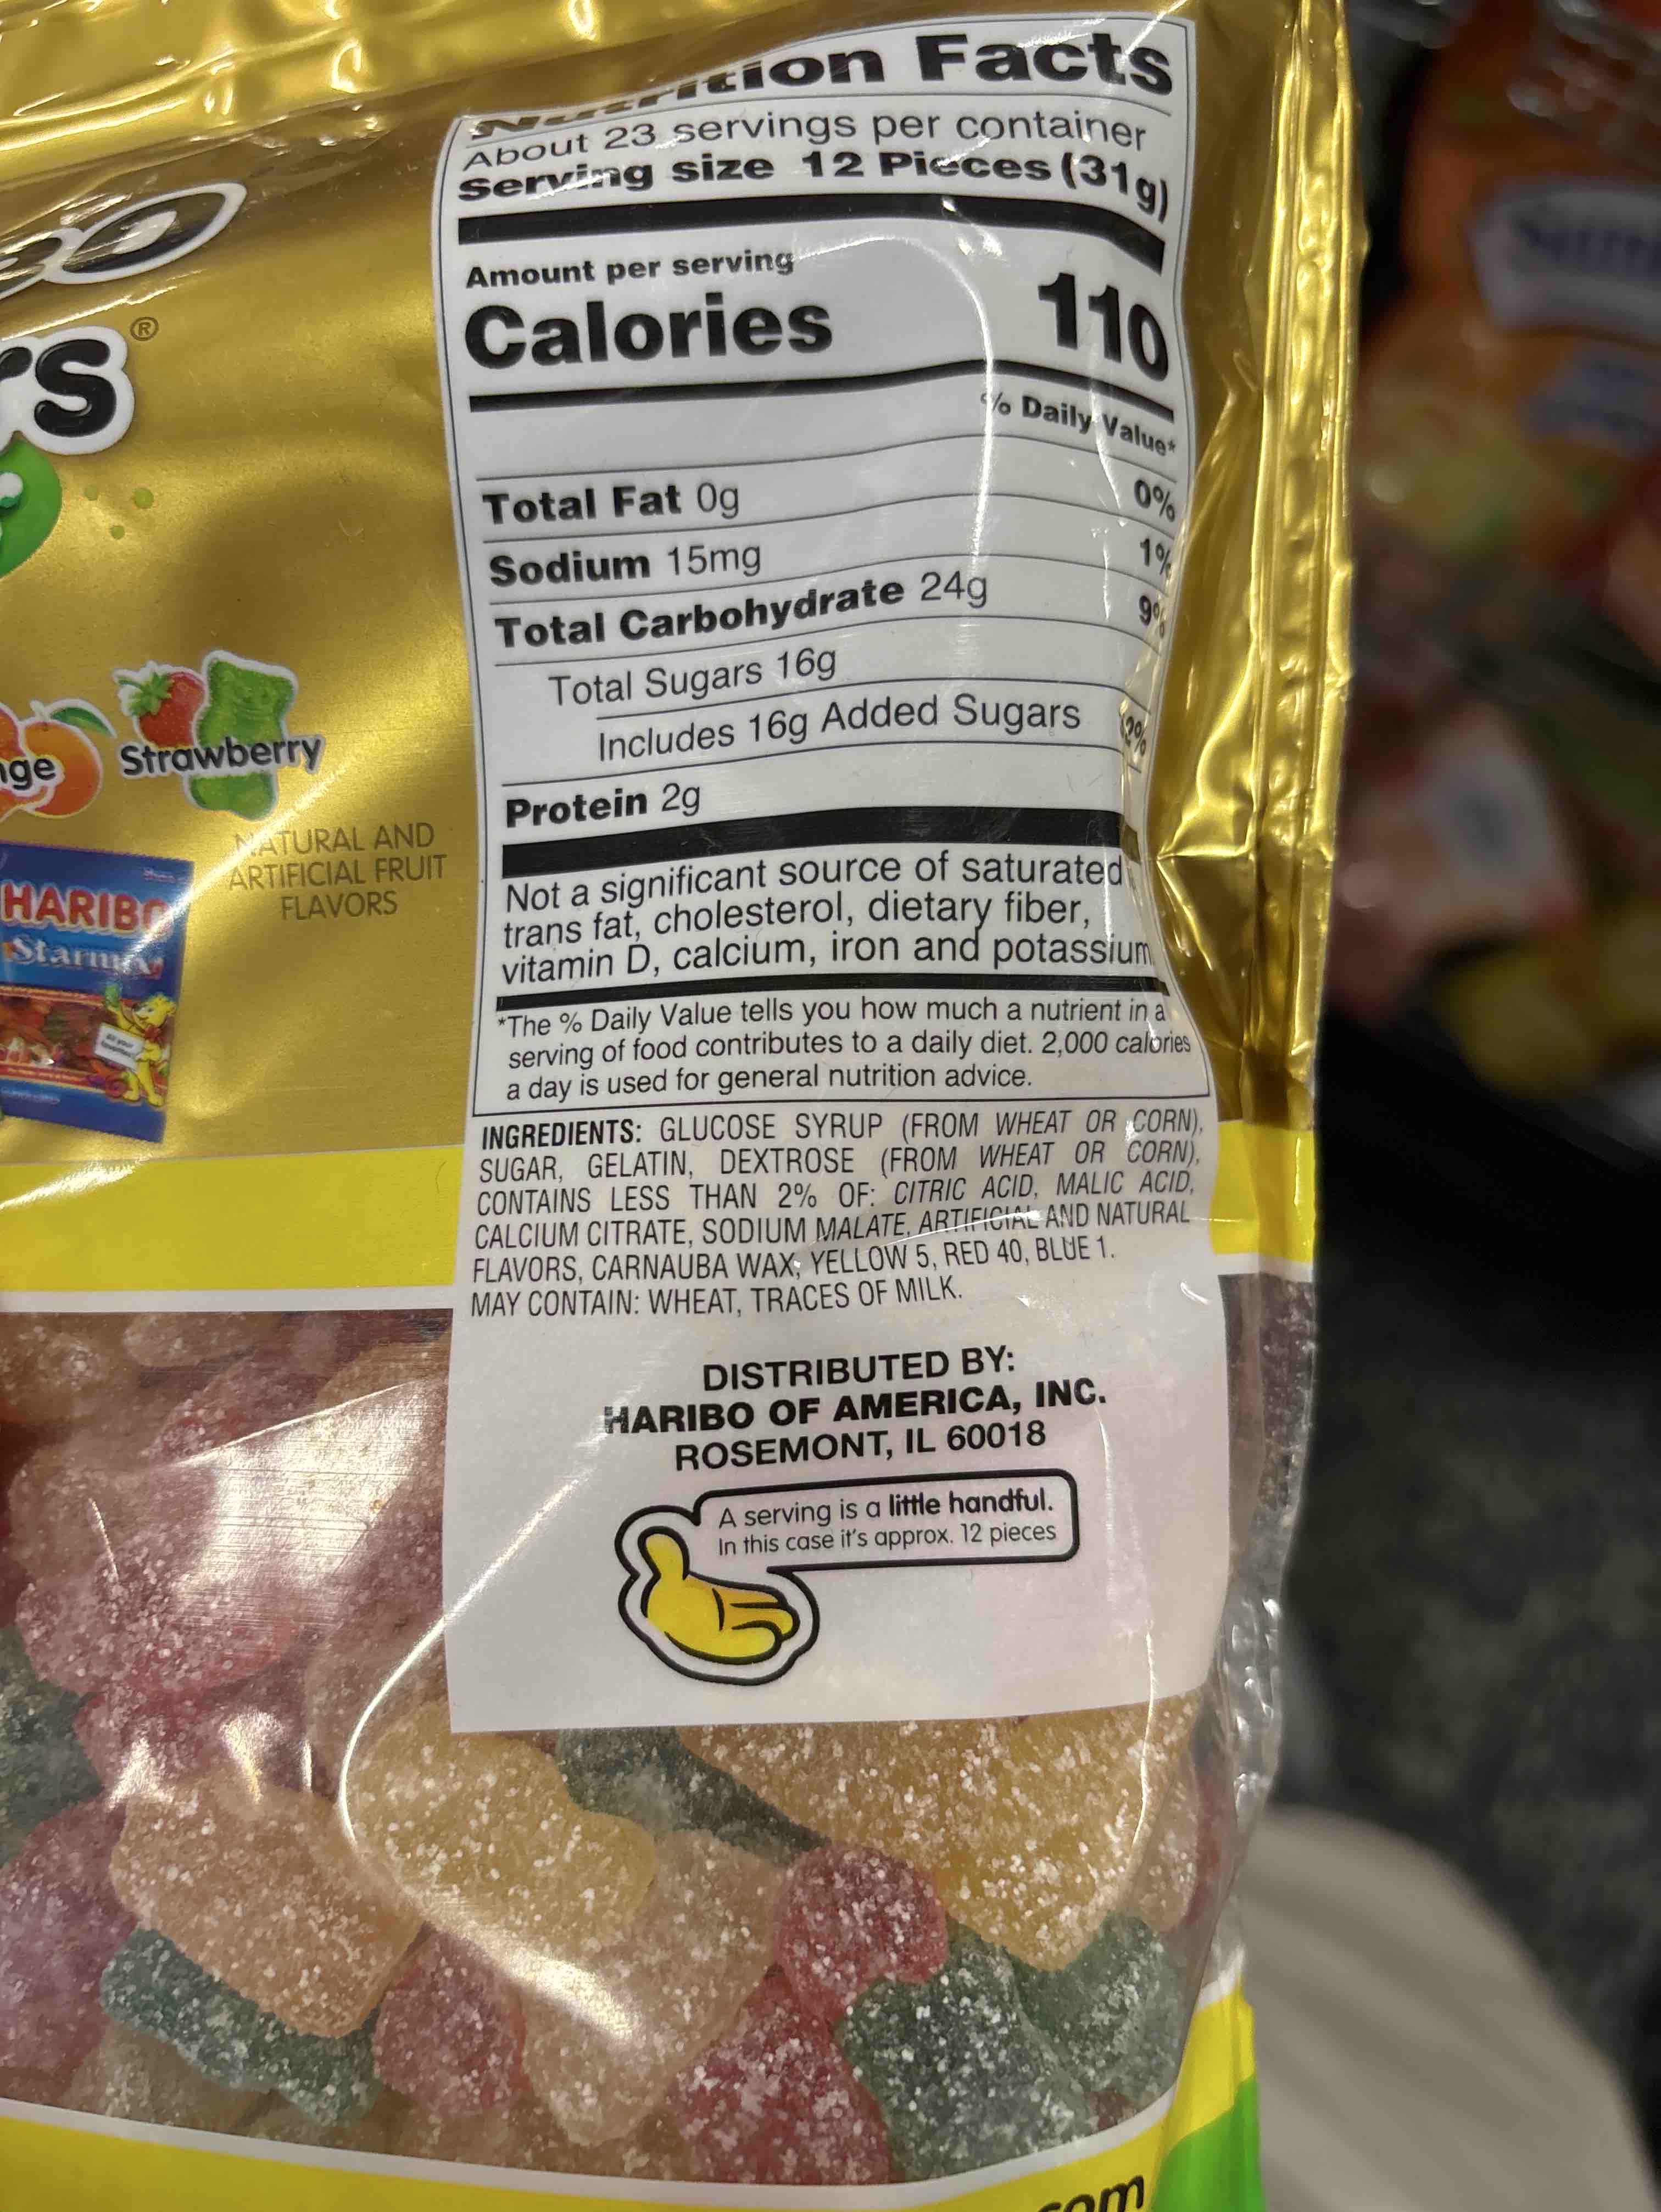 Nutrition Facts
About 23 servings per container
Serving size 12 Pieces (31g)
Amount per serving
Calories 110
% Daily Value*
Total Fat 0g 0%
Sodium 15mg 1%
Total Carbohydrate 24g 9%
Total Sugars 16g
Includes 16g Added Sugars 2%
Protein 2g
Not a significant source of saturated
trans fat, cholesterol, dietary fiber,
vitamin D, calcium, iron and potassium
*The % Daily Value tells you how much a nutrient in a
serving of food contributes to a daily diet. 2,000 calories
a day is used for general nutrition advice.
INGREDIENTS: GLUCOSE SYRUP (FROM WHEAT OR CORN),
SUGAR, GELATIN, DEXTROSE (FROM WHEAT OR CORN),
CONTAINS LESS THAN 2% OF: CITRIC ACID, MALIC ACID,
CALCIUM CITRATE, SODIUM MALATE, ARTIFICIAL AND NATURAL
FLAVORS, CARNAUBA WAX, YELLOW 5, RED 40, BLUE 1.
MAY CONTAIN: WHEAT, TRACES OF MILK.
DISTRIBUTED BY:
HARIBO OF AMERICA, INC.
ROSEMONT, IL 60018
A serving is a little handful.
In this case it's approx. 12 pieces
BO
rs®
nge
Strawberry
NATURAL AND
ARTIFICIAL FRUIT
FLAVORS
HARIBO
Starmix
com